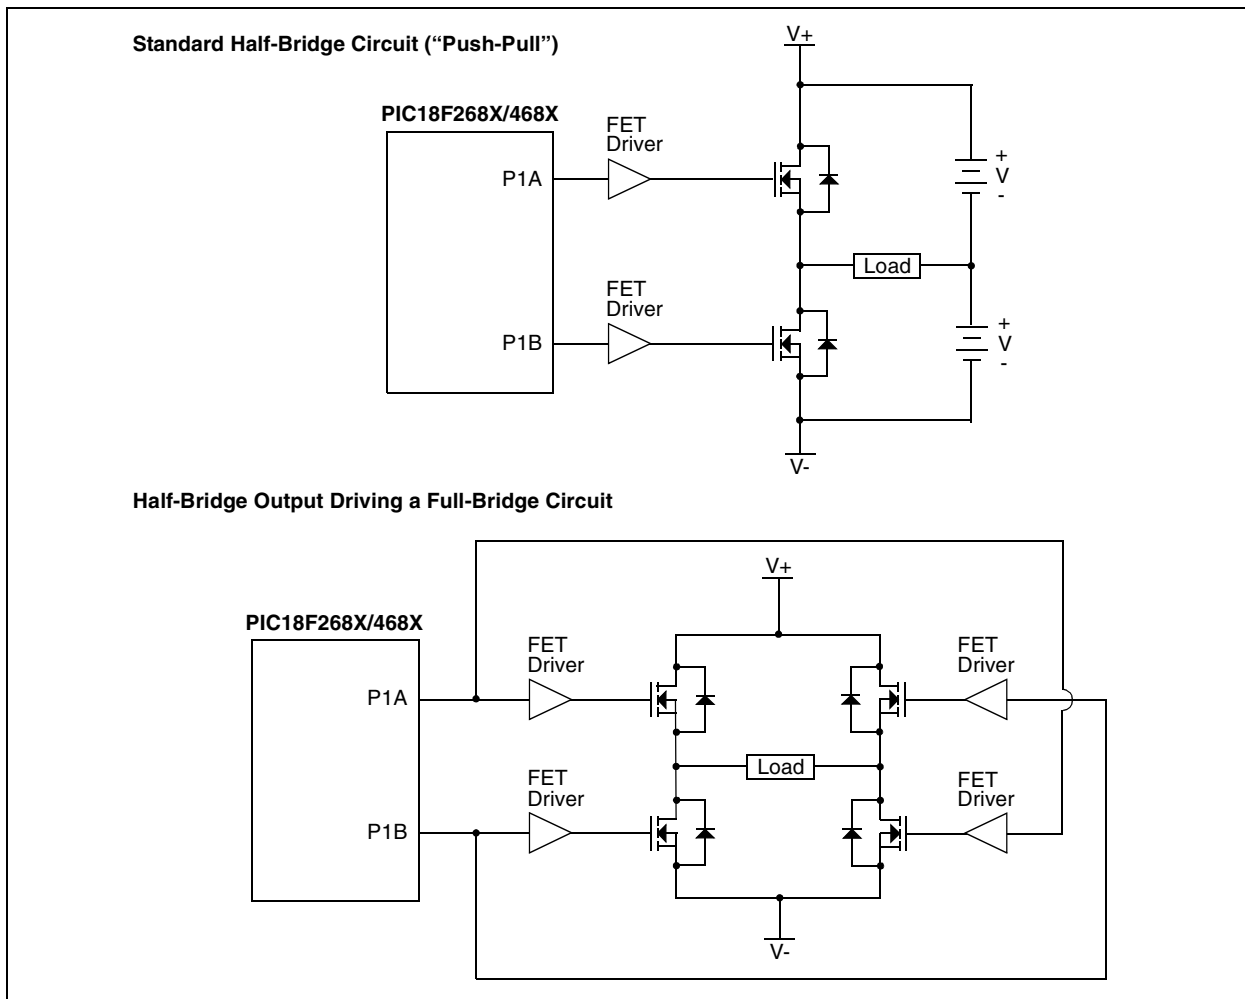 Standard Half-Bridge Circuit (“Push-Pull”)
V+
PIC18F268X/468X
FET
Driver
P1A
+
V
-
Load
FET
Driver
P1B
+
V
-
V-
Half-Bridge Output Driving a Full-Bridge Circuit
V+
PIC18F268X/468X
FET
Driver
FET
Driver
P1A
Load
FET
Driver
FET
Driver
P1B
V-